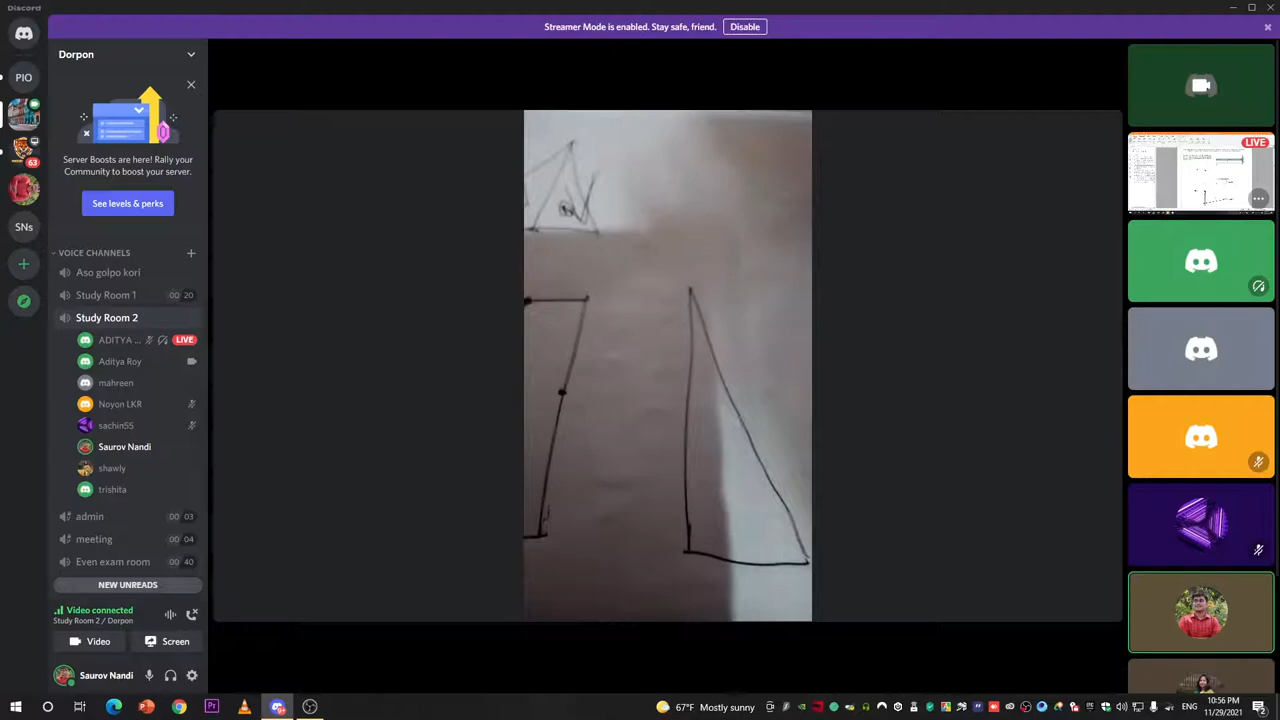 Discord
Streamer Mode is enabled. Stay safe, friend.
Disable
Dorpon
PIO
Server Boosts are here! Rally your
Community to boost your server.
63
See levels & perks
SNs
VOICE CHANNELS
Aso golpo kori
Study Room 1
00 20
Study Room 2
ADITYA ...
LIVE
Aditya Roy
mahreen
Noyon LKR
sachin55
Saurov Nandi
shawly
trishita
admin
00 03
meeting
00 04
Even exam room
00 40
NEW UNREADS
Video connected
Study Room 2 / Dorpon
Video
Screen
Saurov Nandi
LIVE
67°F Mostly sunny
ENG
10:56 PM
11/29/2021
2